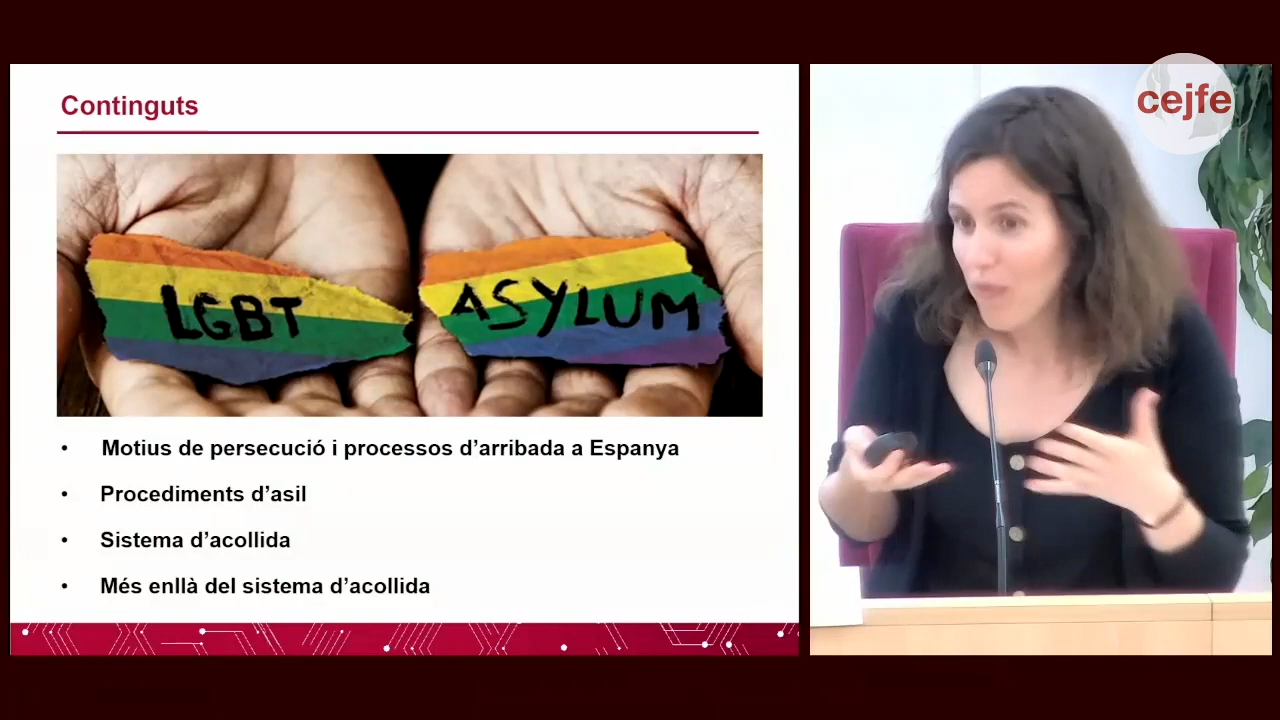 cejfe
Continguts
LGBT
ASYLUM
• Motius de persecució i processos d’arribada a Espanya
• Procediments d’asil
• Sistema d’acollida
• Més enllà del sistema d’acollida